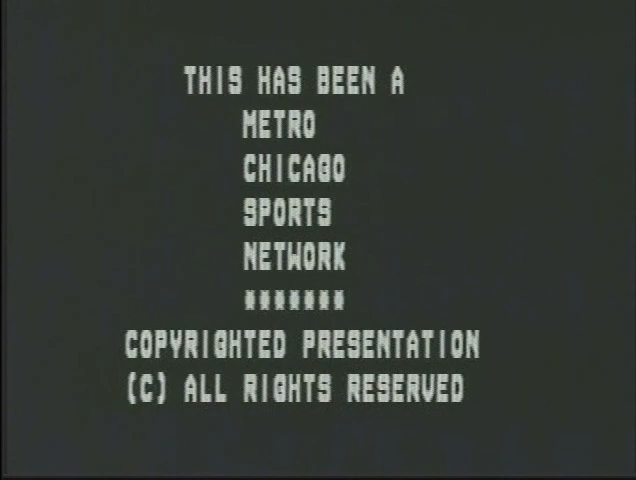 THIS HAS BEEN A
METRO
CHICAGO
SPORTS
NETWORK
*******
COPYRIGHTED PRESENTATION
(C) ALL RIGHTS RESERVED